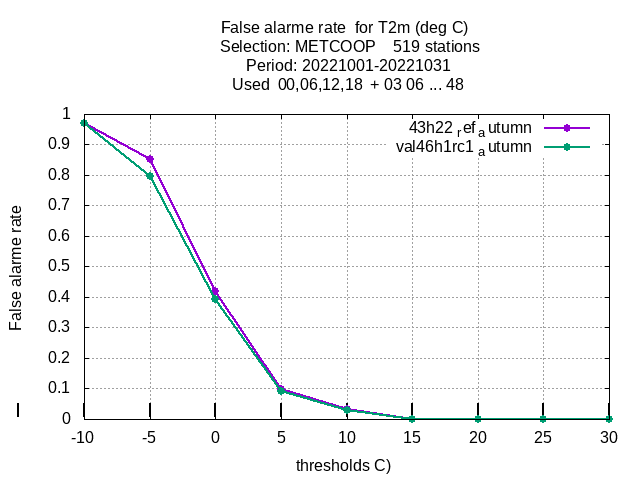 False alarme rate for T2m (deg C)
Selection: METCOOP 519 stations
Period: 20221001-20221031
Used 00,06,12,18 + 03 06 ... 48
43h22 ref a utumn
val46h1rc1 a utumn
1
0.9
0.8
0.7
0.6
0.5
0.4
0.3
0.2
0.1
0
False alarme rate
-10 -5 0 5 10 15 20 25 30
thresholds C)